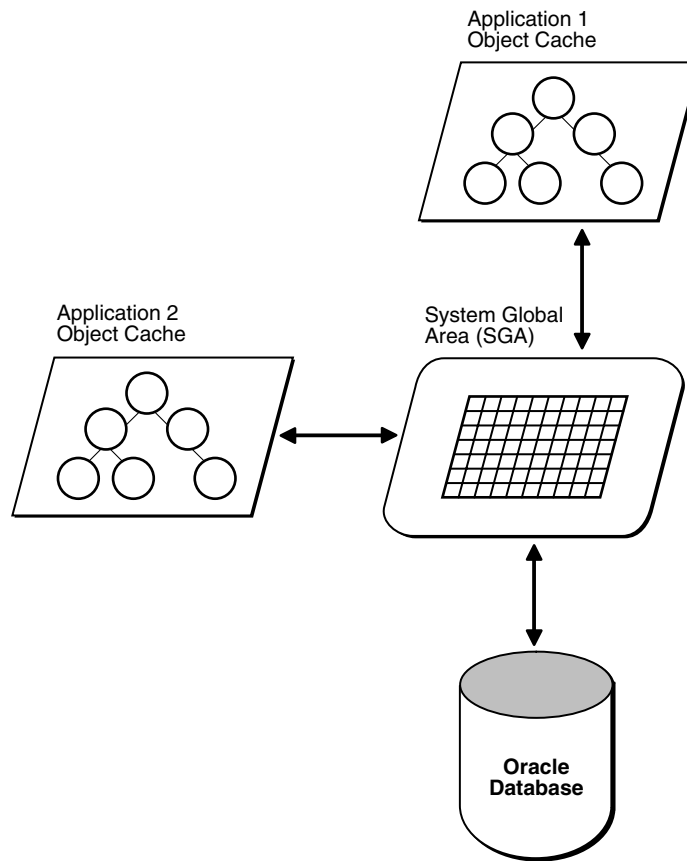 Application 1
Object Cache
Application 2
Object Cache
System Global
Area (SGA)
Oracle
Database